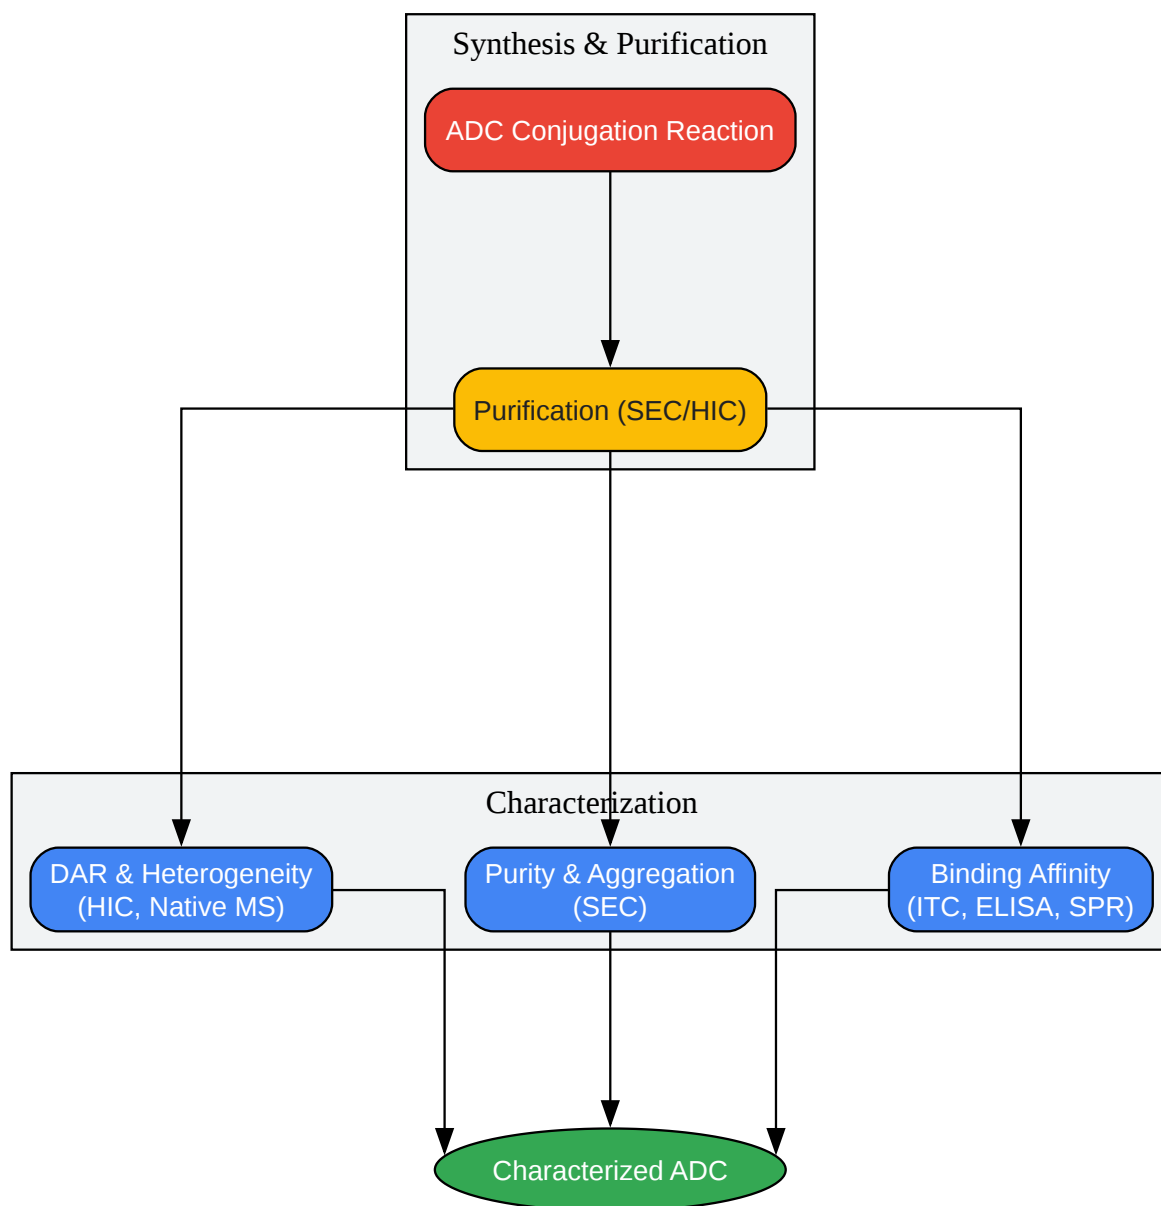 Synthesis & Purification
ADC Conjugation Reaction
Purification (SEC/HIC)
Characterization
DAR & Heterogeneity
(HIC, Native MS)
Purity & Aggregation
(SEC)
Binding Affinity
(ITC, ELISA, SPR)
Characterized ADC